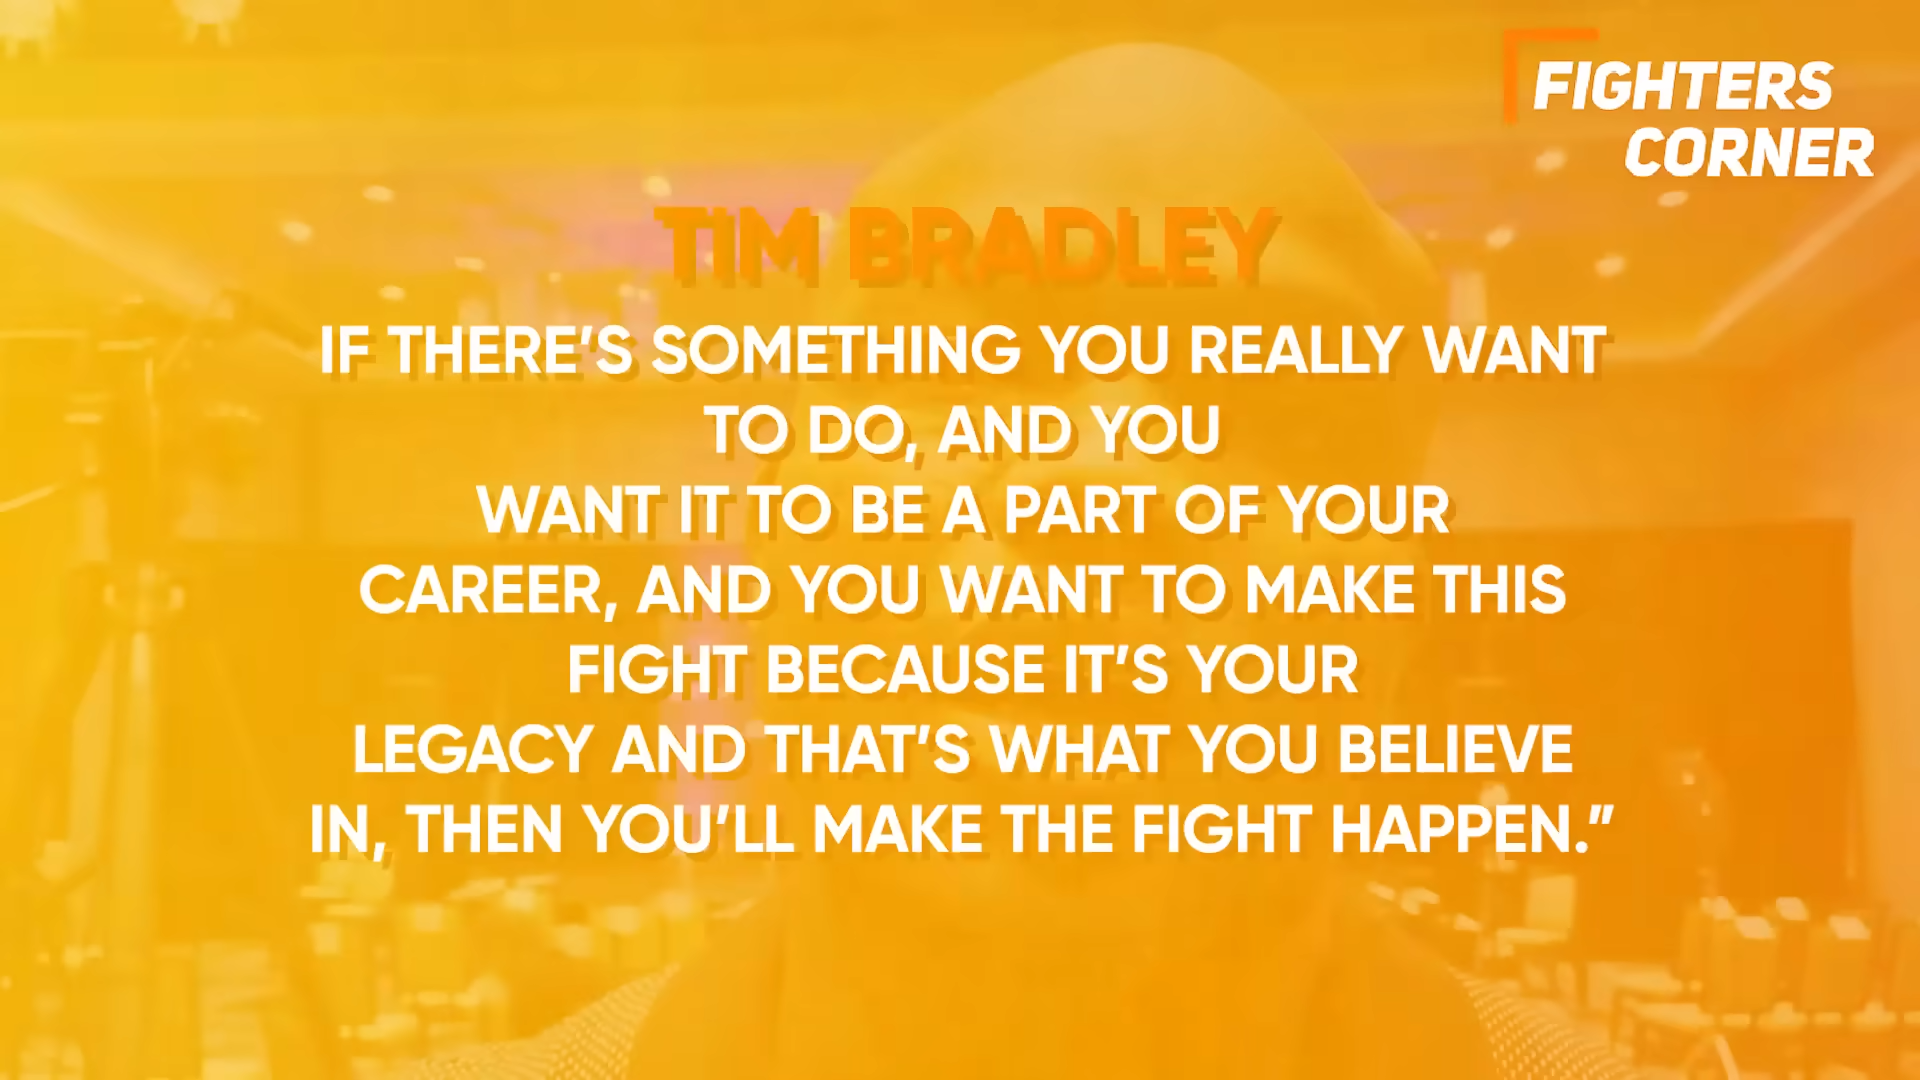 FIGHTERS
CORNER
TIM BRADLEY
IF THERE'S SOMETHING YOU REALLY WANT
TO DO, AND YOU
WANT IT TO BE A PART OF YOUR
CAREER, AND YOU WANT TO MAKE THIS
FIGHT BECAUSE IT'S YOUR
LEGACY AND THAT'S WHAT YOU BELIEVE
IN, THEN YOU'LL MAKE THE FIGHT HAPPEN."